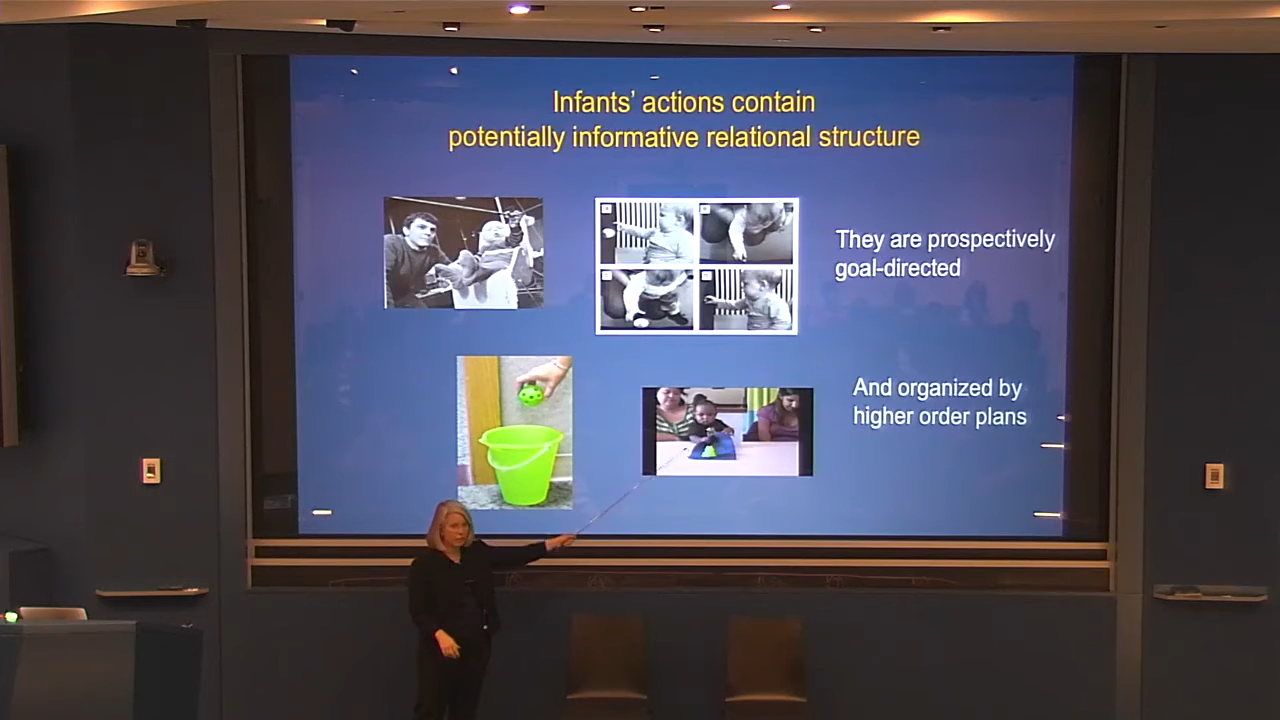 Infants’ actions contain
potentially informative relational structure
They are prospectively
goal-directed
And organized by
higher order plans